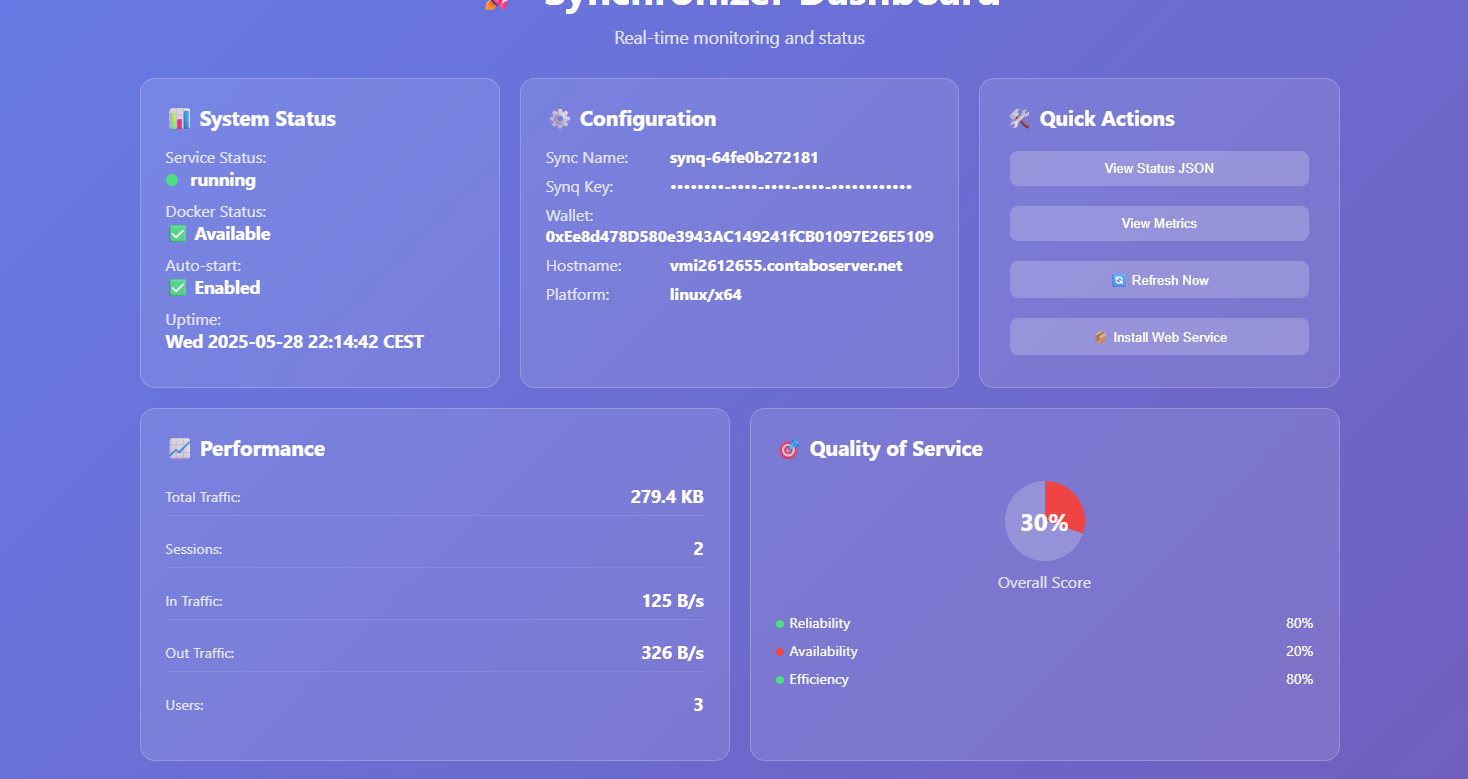 Synchronizer Dashboard
Real-time monitoring and status
System Status
Service Status:
running
Docker Status:
Available
Auto-start:
Enabled
Uptime:
Wed 2025-05-28 22:14:42 CEST
Configuration
Sync Name: synq-64fe0b272181
Synq Key: ••••••••-••••-••••-••••-••••••••••••
Wallet:
0xEe8d478D580e3943AC149241fCB01097E26E5109
Hostname: vmi2612655.contaboserver.net
Platform: linux/x64
Quick Actions
View Status JSON
View Metrics
Refresh Now
Install Web Service
Performance
Total Traffic: 279.4 KB
Sessions: 2
In Traffic: 125 B/s
Out Traffic: 326 B/s
Users: 3
Quality of Service
30%
Overall Score
Reliability 80%
Availability 20%
Efficiency 80%